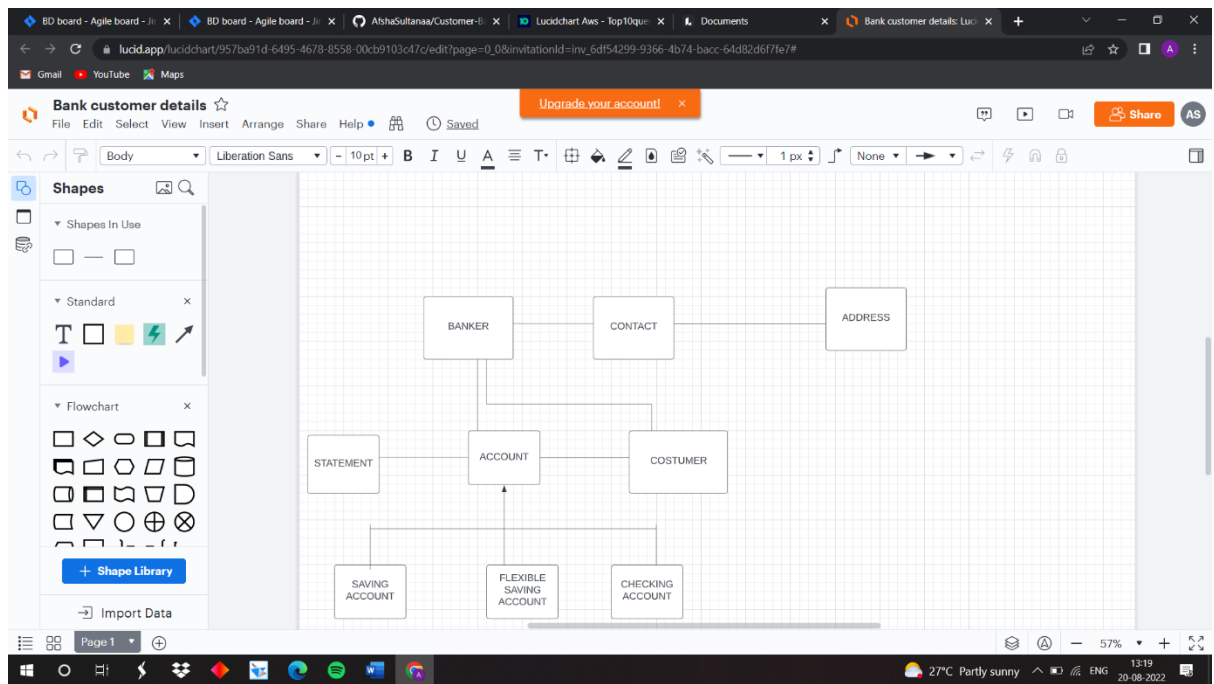 BD board - Agile board - Ji
BD board - Agile board - Ji
AfshaSultanaa/Customer-B
Lucidchart Aws - Top10que
Documents
Bank customer details: Luci
lucid.app/lucidchart/957ba91d-6495-4678-8558-00cb9103c47c/edit?page=0_0&invitationId=inv_6df54299-9366-4b74-bacc-64d82d6f7fe7#
A
Gmail YouTube Maps
Bank customer details
Upgrade your account! ×
File Edit Select View Insert Arrange Share Help Saved
Share AS
Body Liberation Sans - 10 pt + B I U A T 1 px None
Shapes
Shapes In Use
Standard ×
T
Flowchart ×
+ Shape Library
Import Data
BANKER
CONTACT
ADDRESS
STATEMENT
ACCOUNT
COSTUMER
SAVING
ACCOUNT
FLEXIBLE
SAVING
ACCOUNT
CHECKING
ACCOUNT
Page 1 57%
27°C Partly sunny ENG 13:19
20-08-2022